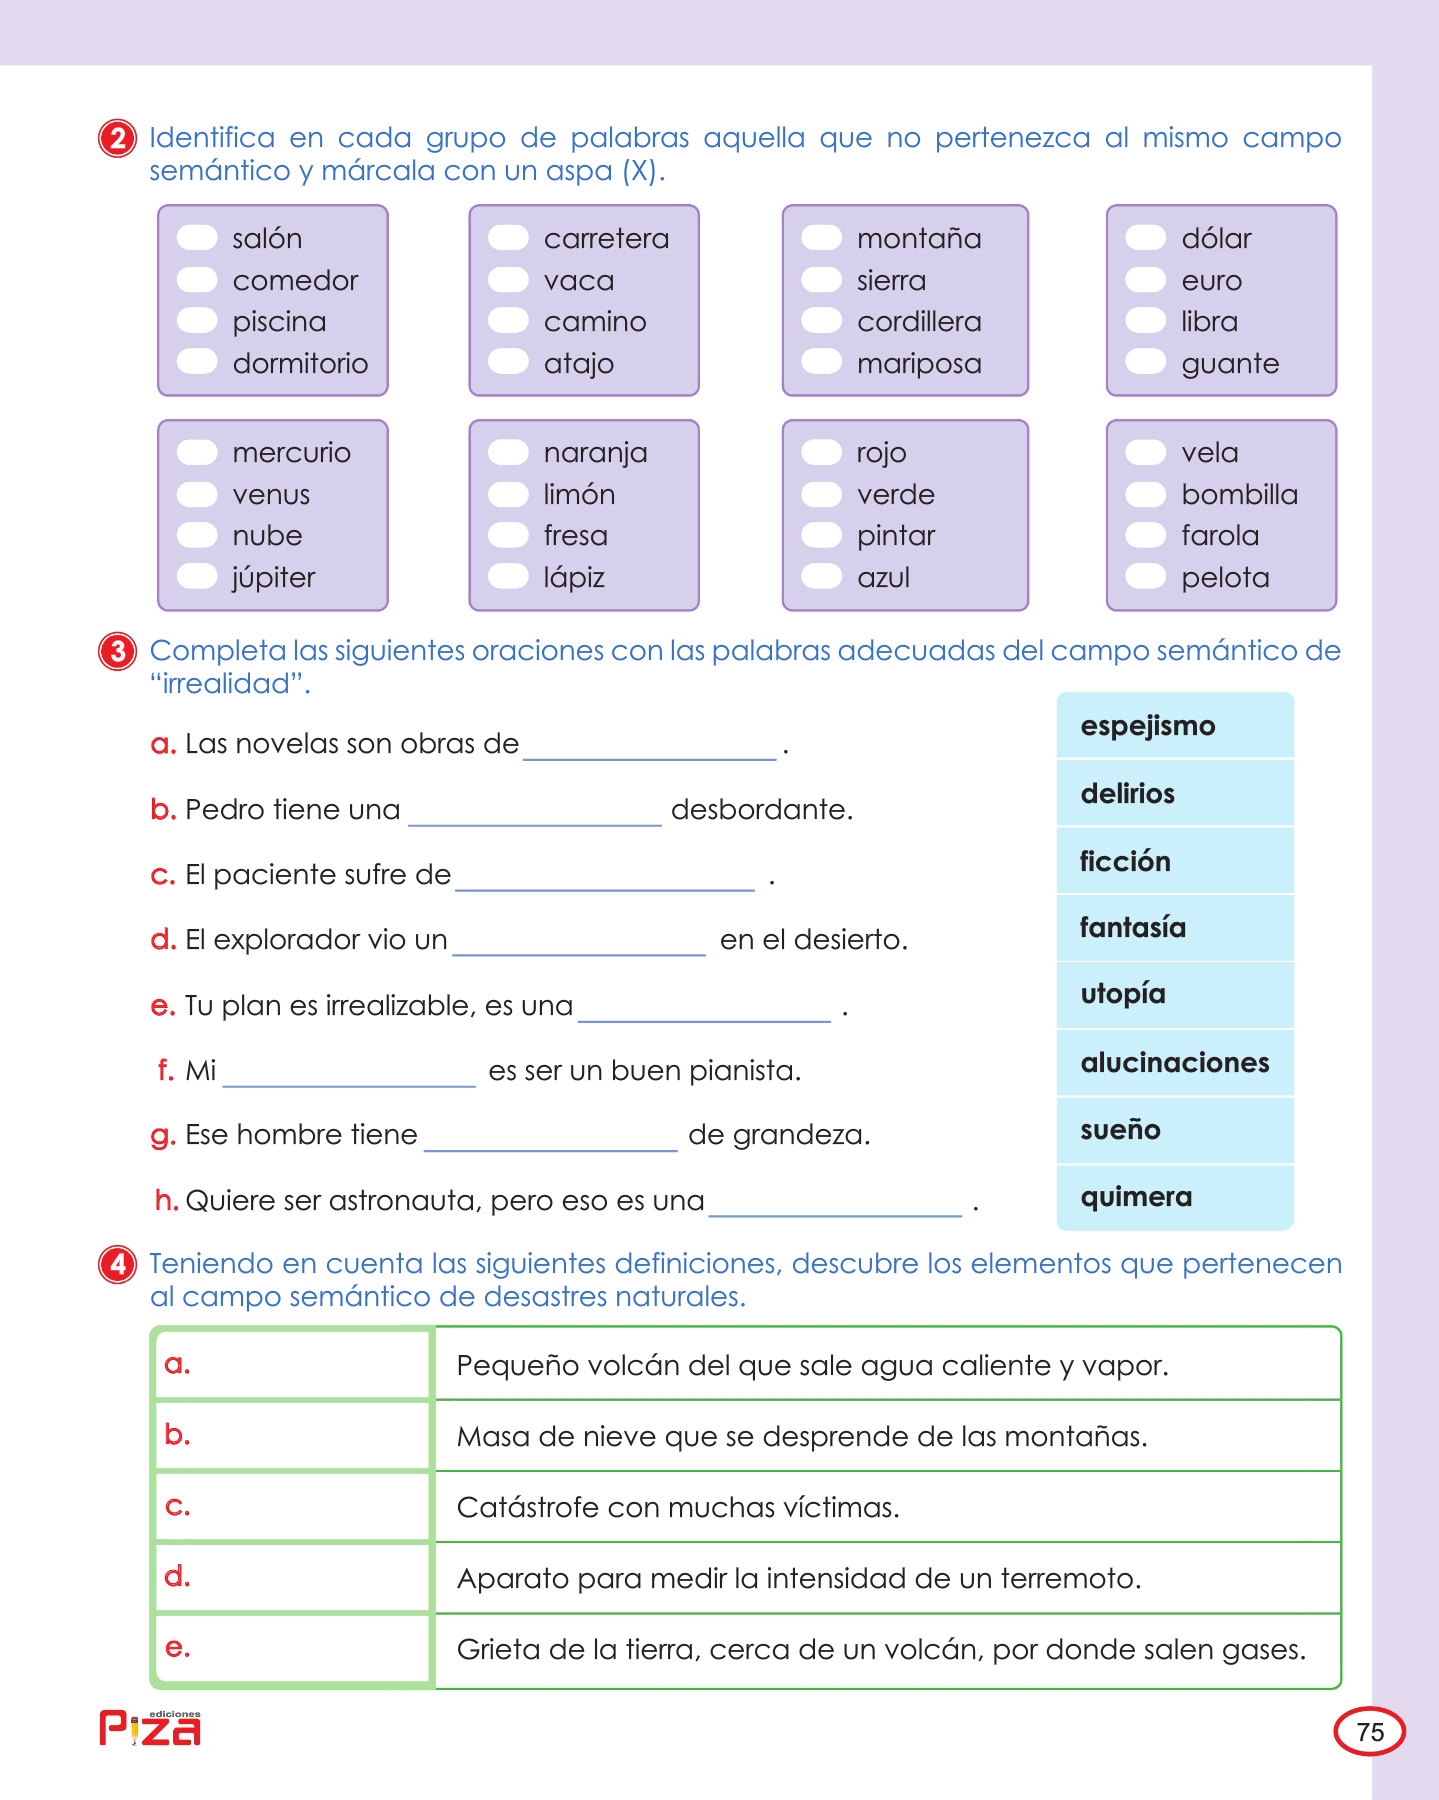 2 Identifica en cada grupo de palabras aquella que no pertenezca al mismo campo
semántico y márcala con un aspa (X).
salón
comedor
piscina
dormitorio
carretera
vaca
camino
atajo
montaña
sierra
cordillera
mariposa
dólar
euro
libra
guante
mercurio
venus
nube
júpiter
naranja
limón
fresa
lápiz
rojo
verde
pintar
azul
vela
bombilla
farola
pelota
3 Completa las siguientes oraciones con las palabras adecuadas del campo semántico de
“irrealidad”.
a. Las novelas son obras de .
b. Pedro tiene una desbordante.
c. El paciente sufre de .
d. El explorador vio un en el desierto.
e. Tu plan es irrealizable, es una .
f. Mi es ser un buen pianista.
g. Ese hombre tiene de grandeza.
h. Quiere ser astronauta, pero eso es una .
espejismo
delirios
ficción
fantasía
utopía
alucinaciones
sueño
quimera
4 Teniendo en cuenta las siguientes definiciones, descubre los elementos que pertenecen
al campo semántico de desastres naturales.
a. Pequeño volcán del que sale agua caliente y vapor.
b. Masa de nieve que se desprende de las montañas.
c. Catástrofe con muchas víctimas.
d. Aparato para medir la intensidad de un terremoto.
e. Grieta de la tierra, cerca de un volcán, por donde salen gases.
ediciones
Piza
75